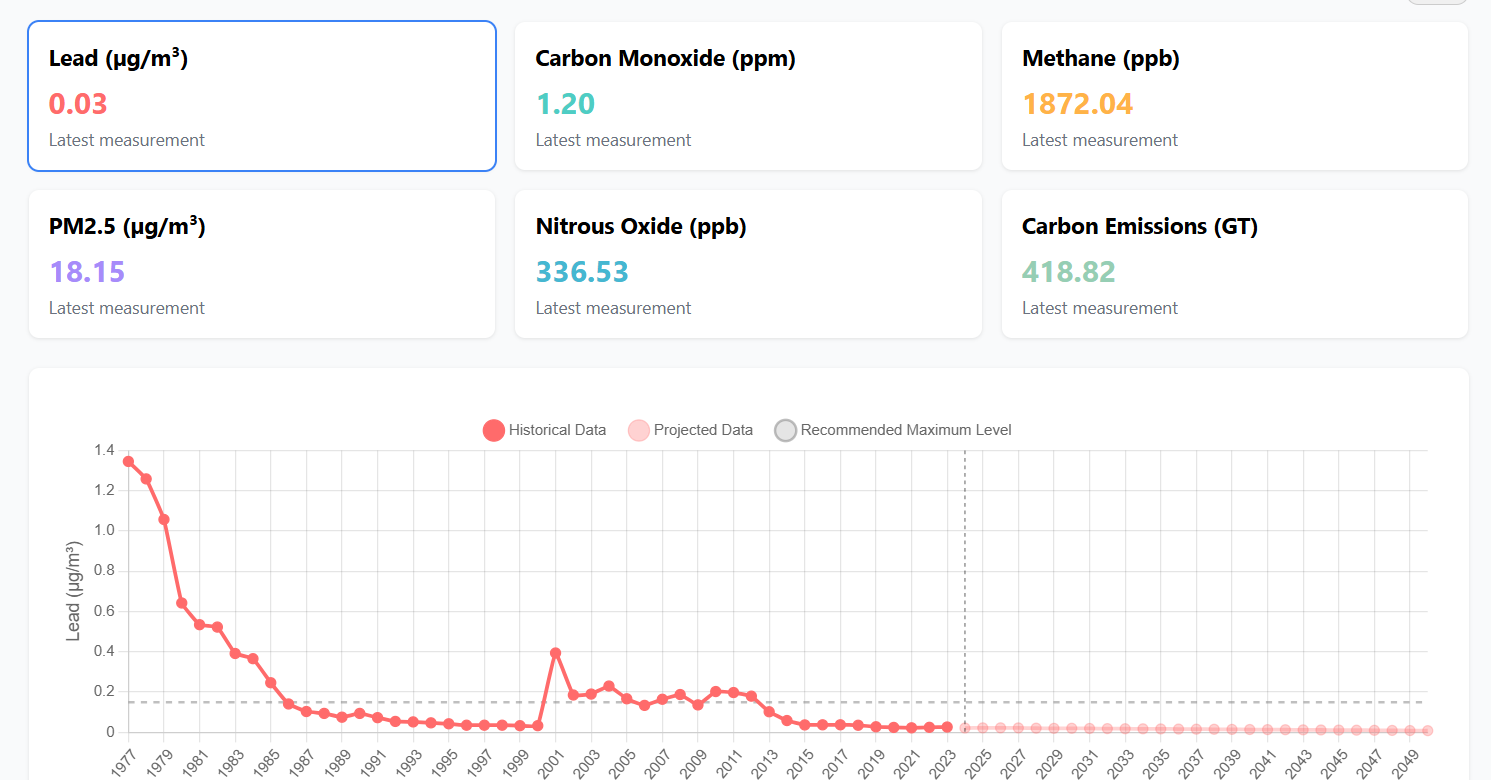 Lead (µg/m³)
0.03
Latest measurement
Carbon Monoxide (ppm)
1.20
Latest measurement
Methane (ppb)
1872.04
Latest measurement
PM2.5 (µg/m³)
18.15
Latest measurement
Nitrous Oxide (ppb)
336.53
Latest measurement
Carbon Emissions (GT)
418.82
Latest measurement
Historical Data Projected Data Recommended Maximum Level
Lead (µg/m³)
1.4
1.2
1.0
0.8
0.6
0.4
0.2
0
1977 1979 1981 1983 1985 1987 1989 1991 1993 1995 1997 1999 2001 2003 2005 2007 2009 2011 2013 2015 2017 2019 2021 2023 2025 2027 2029 2031 2033 2035 2037 2039 2041 2043 2045 2047 2049